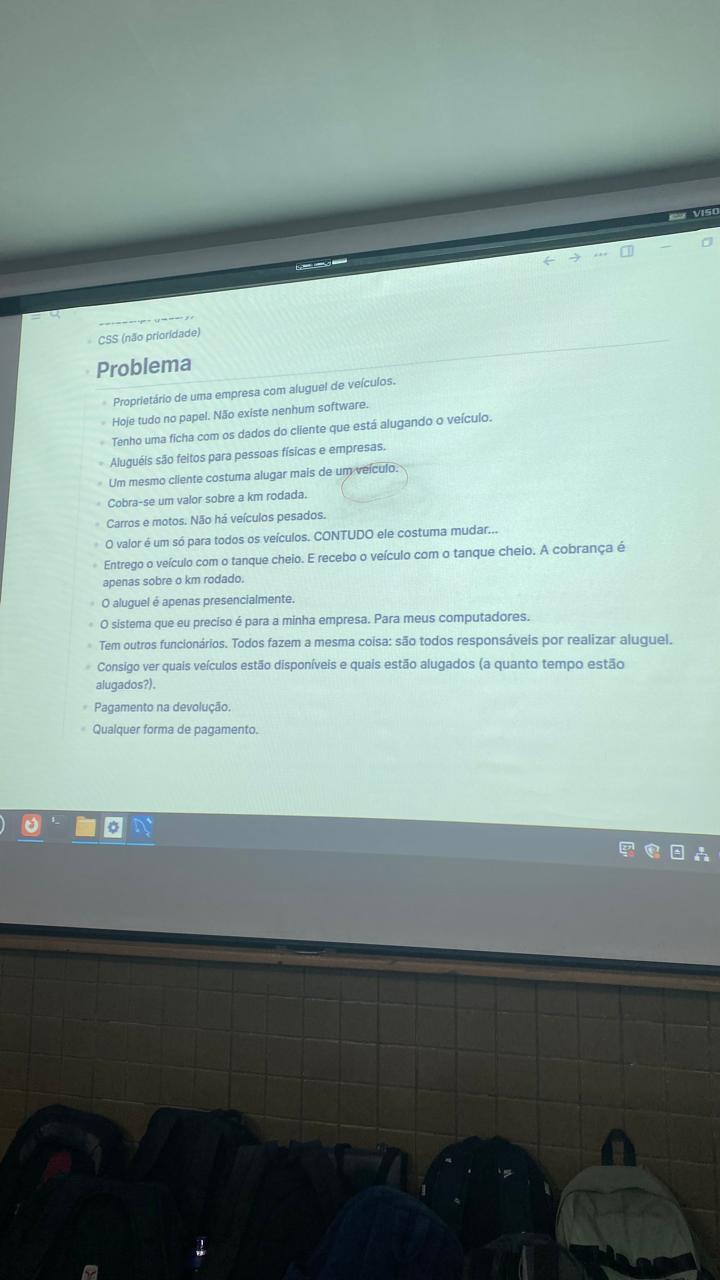 VISO
CSS (não prioridade)
Problema
Proprietário de uma empresa com aluguel de veículos.
Hoje tudo no papel. Não existe nenhum software.
Tenho uma ficha com os dados do cliente que está alugando o veículo.
Aluguéis são feitos para pessoas físicas e empresas.
Um mesmo cliente costuma alugar mais de um veículo.
Cobra-se um valor sobre a km rodada.
Carros e motos. Não há veículos pesados.
O valor é um só para todos os veículos. CONTUDO ele costuma mudar...
Entrego o veículo com o tanque cheio. E recebo o veículo com o tanque cheio. A cobrança é
apenas sobre o km rodado.
O aluguel é apenas presencialmente.
O sistema que eu preciso é para a minha empresa. Para meus computadores.
Tem outros funcionários. Todos fazem a mesma coisa: são todos responsáveis por realizar aluguel.
Consigo ver quais veículos estão disponíveis e quais estão alugados (a quanto tempo estão
alugados?).
Pagamento na devolução.
Qualquer forma de pagamento.